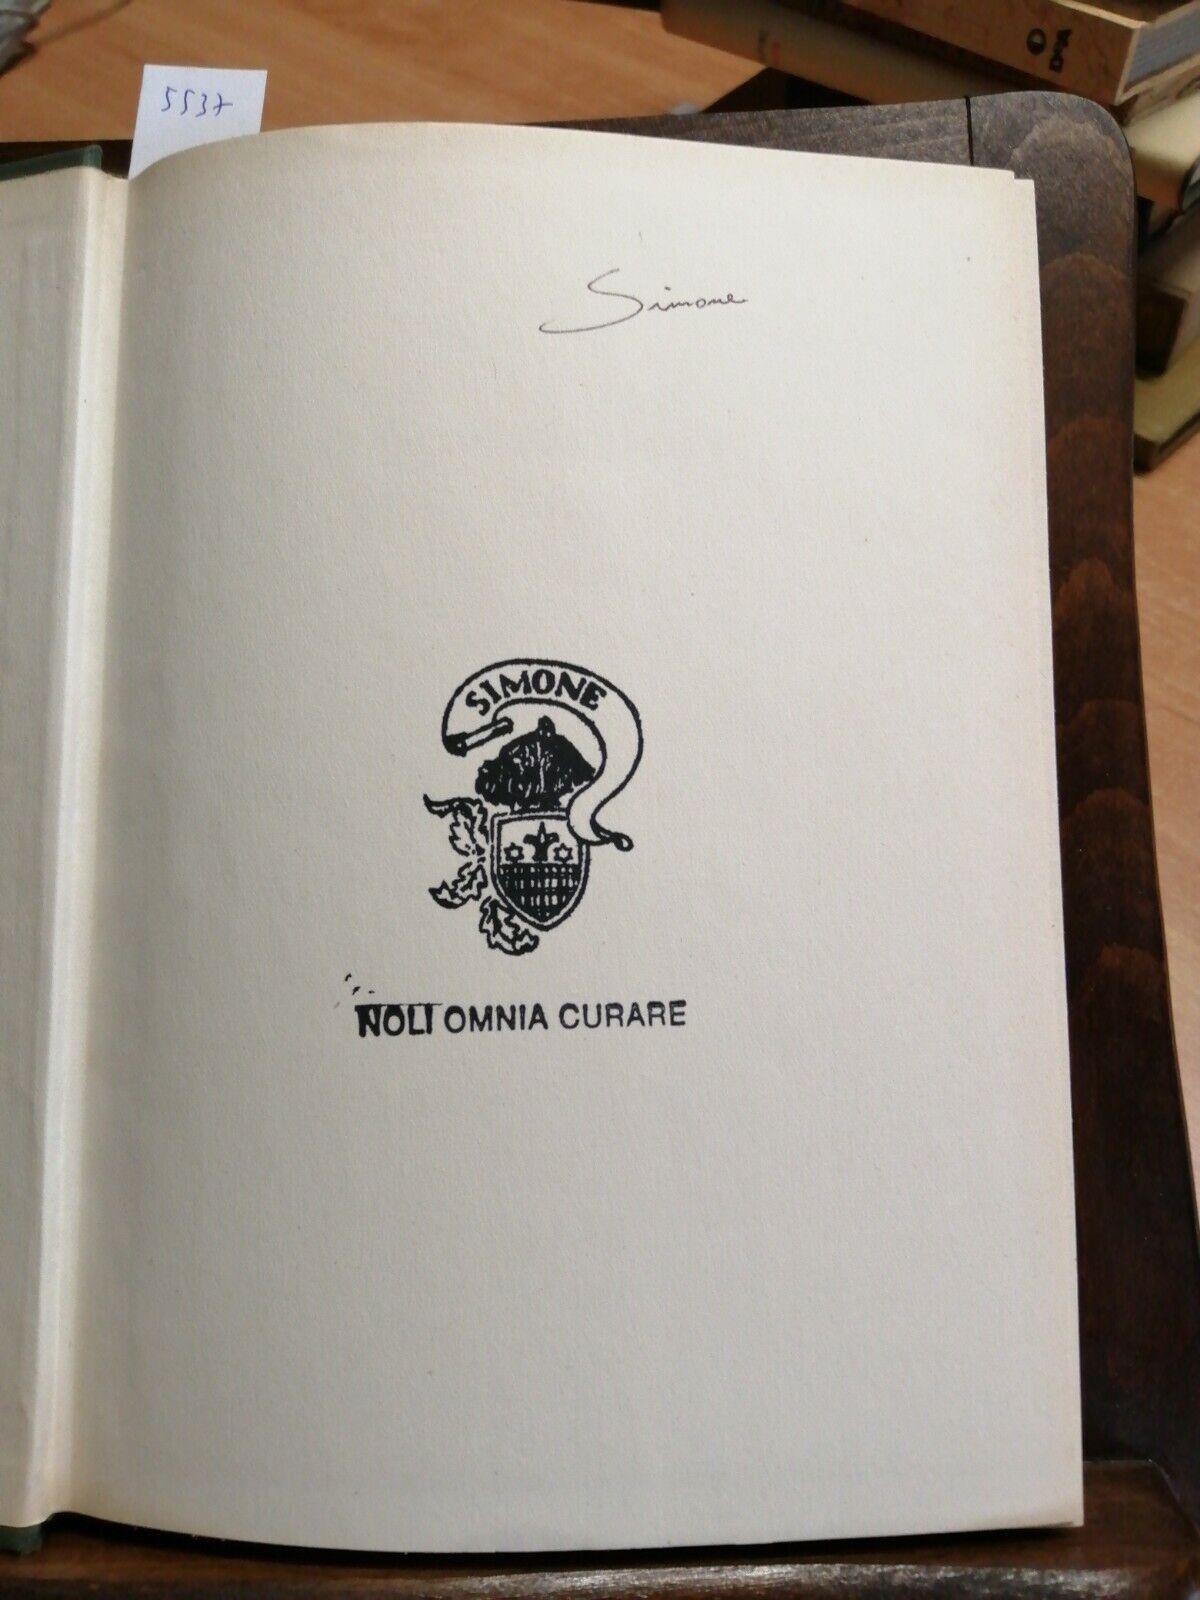 5537
Simone
SIMONE
NOLI OMNIA CURARE